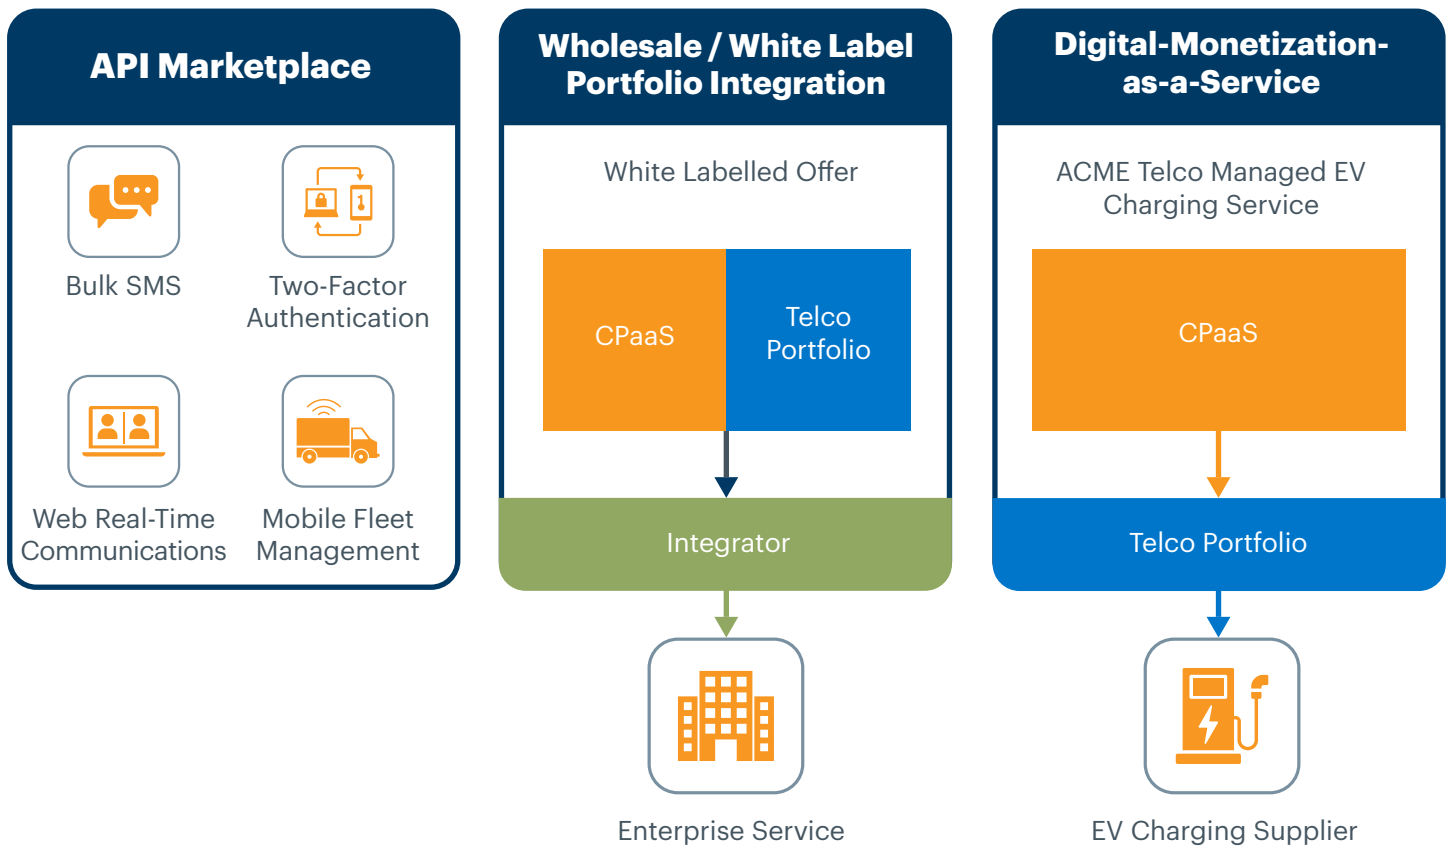 API Marketplace
Bulk SMS
Two-Factor
Authentication
Web Real-Time
Communications
Mobile Fleet
Management
Wholesale / White Label
Portfolio Integration
White Labelled Offer
CPaaS
Telco
Portfolio
Integrator
Enterprise Service
Digital-Monetization-
as-a-Service
ACME Telco Managed EV
Charging Service
CPaaS
Telco Portfolio
EV Charging Supplier